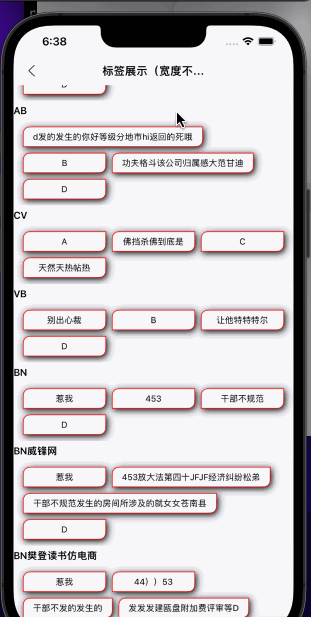 6:38
标签展示（宽度不...
D
AB
d发的发生的你好等级分地市hi返回的死哦
B 功夫格斗该公司归属感大范甘迪
D
CV
A 佛挡杀佛到底是 C
天然天热帖热
VB
别出心裁 B 让他特特特尔
D
BN
惹我 453 干部不规范
D
BN威锋网
惹我 453放大法第四十JFJF经济纠纷松弟
干部不规范发生的房间所涉及的就女女苍南县
D
BN樊登读书仿电商
惹我 44））53
干部不发的发生的 发发发建瓯盘附加费评审等D